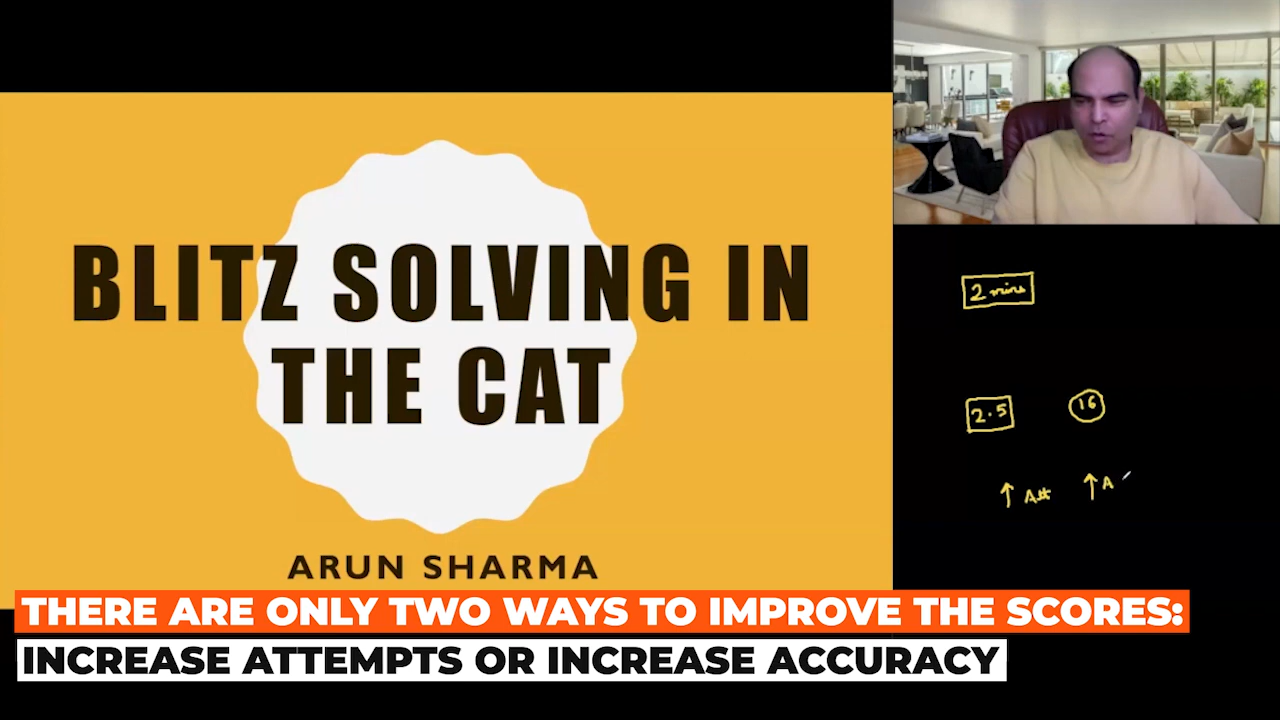 BLITZ SOLVING IN
THE CAT
ARUN SHARMA
2 mins
2.5
16
↑ A
THERE ARE ONLY TWO WAYS TO IMPROVE THE SCORES:
INCREASE ATTEMPTS OR INCREASE ACCURACY